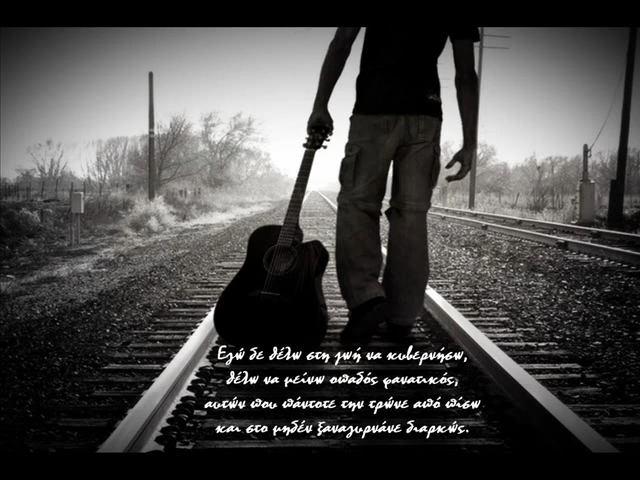 Εγώ δε θέλω στη ζωή να κυβερνήσω,
θέλω να μείνω οπαδός φανατικός,
αυτών που πάντοτε την τρώνε από πίσω
και στο μηδέν ξαναγυρνάνε διαρκώς.